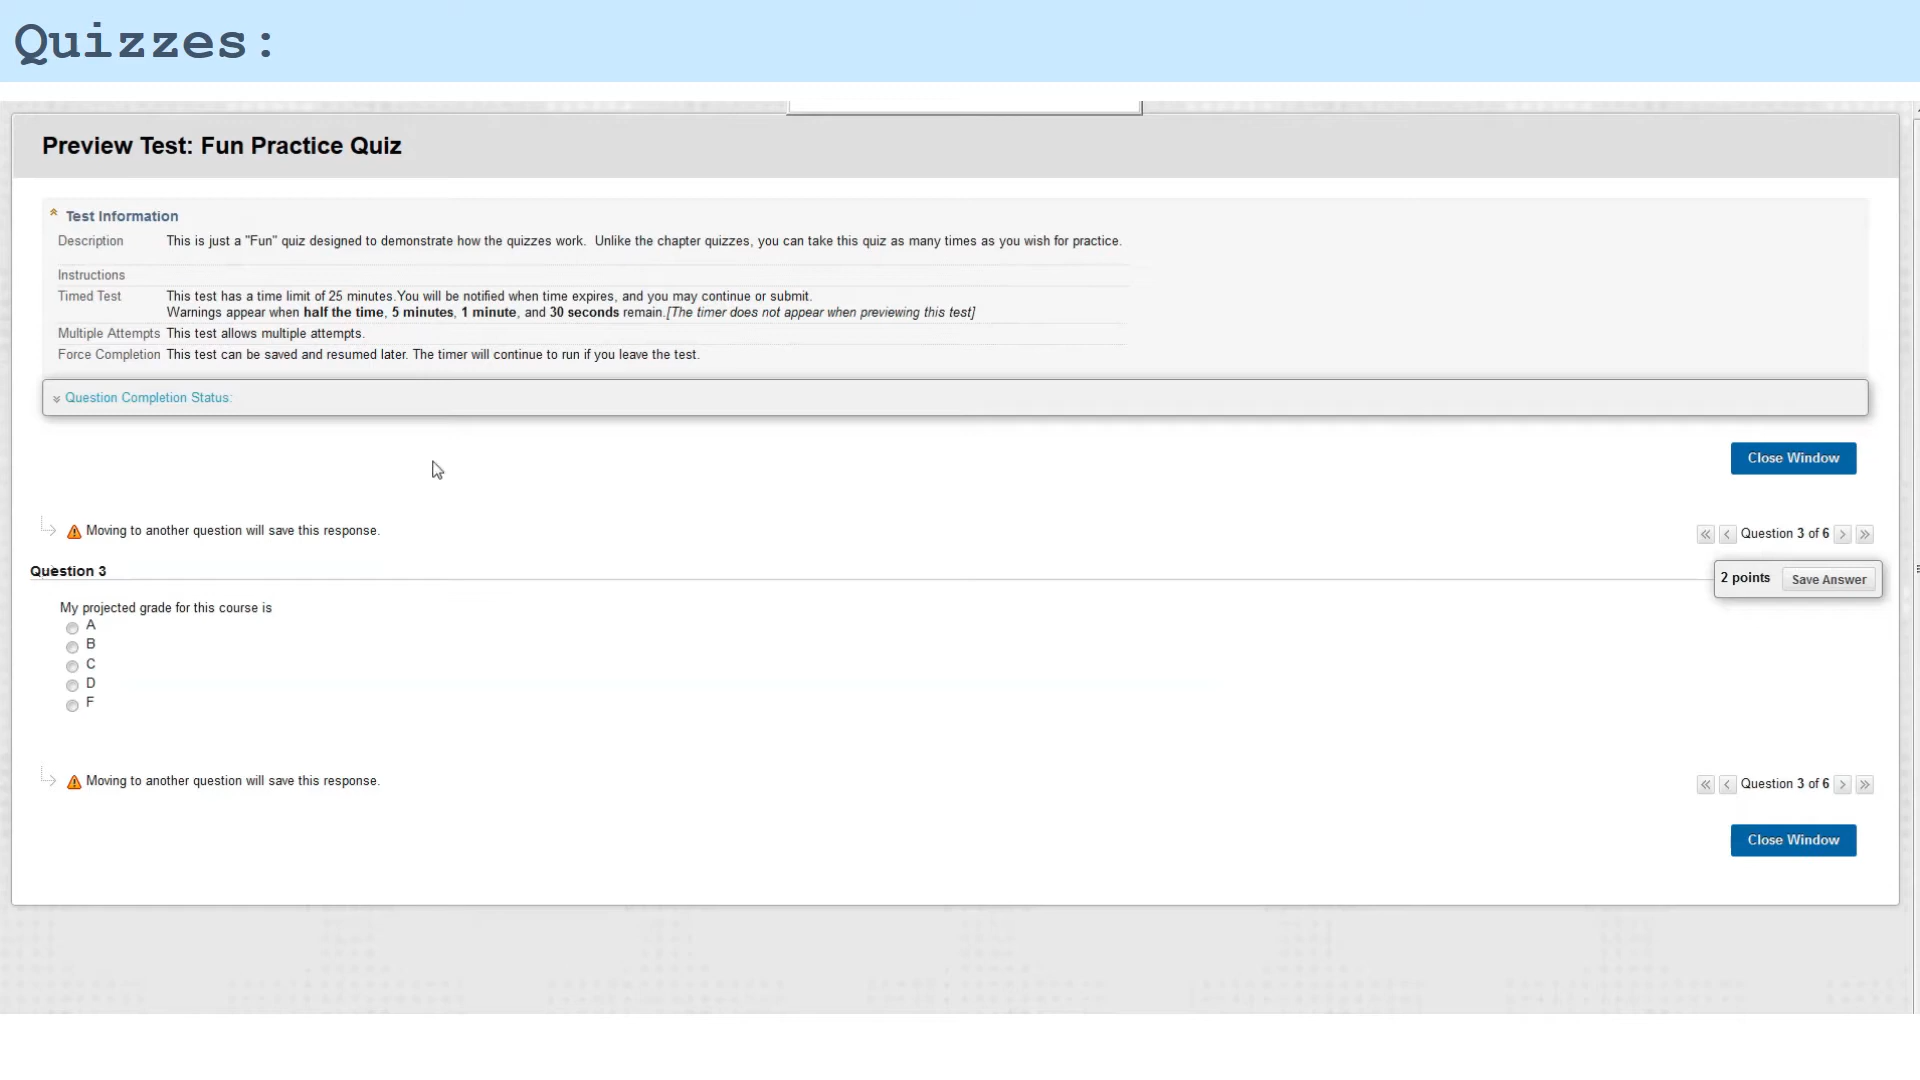 Quizzes:
Preview Test: Fun Practice Quiz
Test Information
Description This is just a "Fun" quiz designed to demonstrate how the quizzes work. Unlike the chapter quizzes, you can take this quiz as many times as you wish for practice.
Instructions
Timed Test This test has a time limit of 25 minutes.You will be notified when time expires, and you may continue or submit.
Warnings appear when half the time, 5 minutes, 1 minute, and 30 seconds remain.[The timer does not appear when previewing this test]
Multiple Attempts This test allows multiple attempts.
Force Completion This test can be saved and resumed later. The timer will continue to run if you leave the test.
Question Completion Status:
Close Window
Moving to another question will save this response.
Question 3 of 6
Question 3
2 points Save Answer
My projected grade for this course is
A
B
C
D
F
Moving to another question will save this response.
Question 3 of 6
Close Window